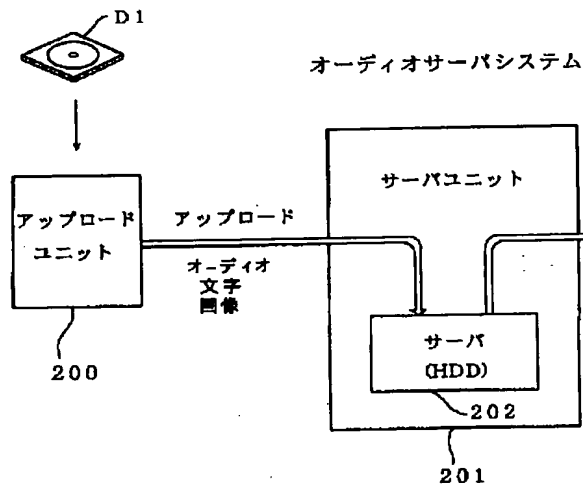 D1
オーディオサーバシステム
サーバユニット
アップロード
ユニット
アップロード
オーディオ
文字
画像
サーバ
(HDD)
200
202
201